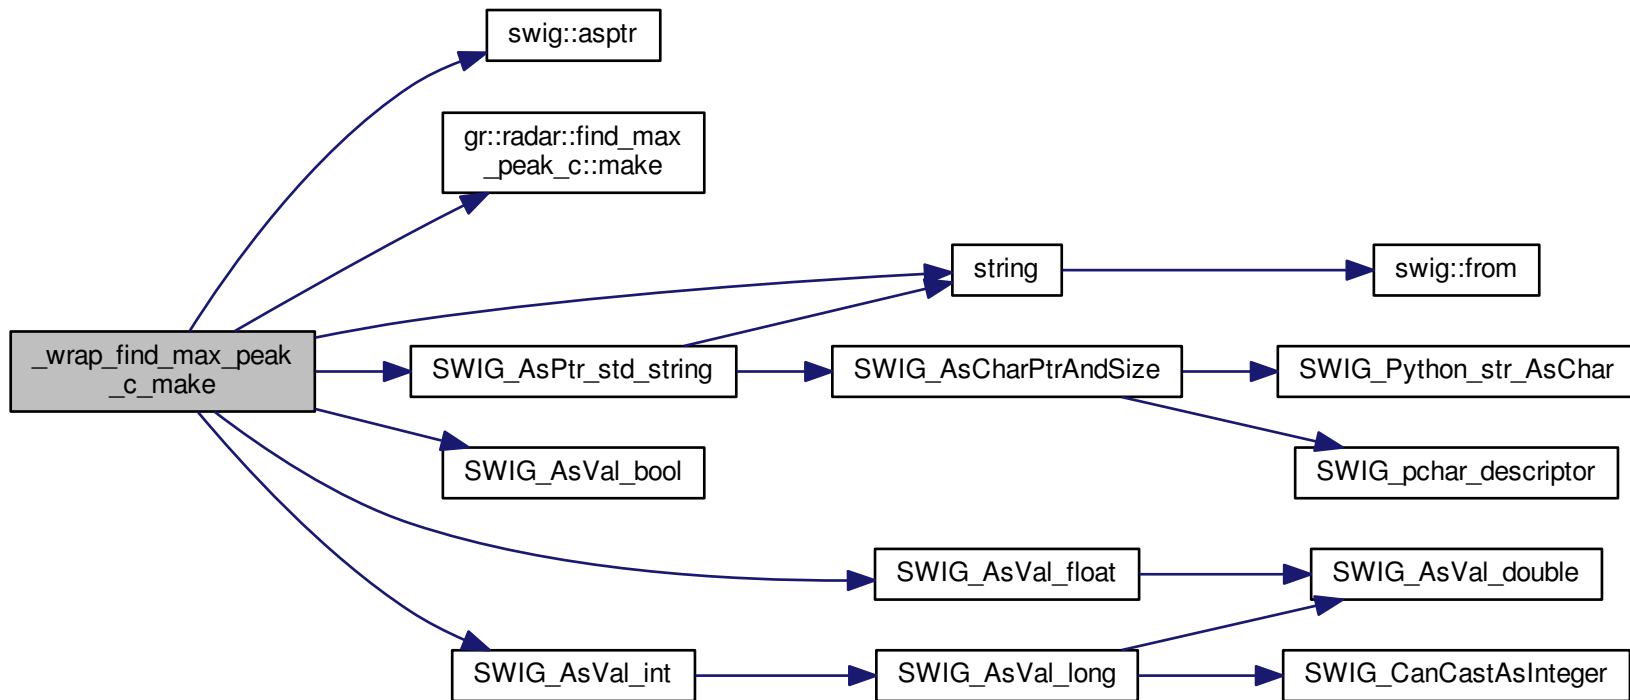 swig::asptr
gr::radar::find_max
_peak_c::make
string
swig::from
_wrap_find_max_peak
_c_make
SWIG_AsPtr_std_string
SWIG_AsCharPtrAndSize
SWIG_Python_str_AsChar
SWIG_AsVal_bool
SWIG_pchar_descriptor
SWIG_AsVal_float
SWIG_AsVal_double
SWIG_AsVal_int
SWIG_AsVal_long
SWIG_CanCastAsInteger